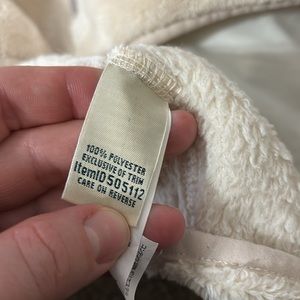 100% POLYESTER
EXCLUSIVE OF TRIM
ItemID505112
CARE ON REVERSE